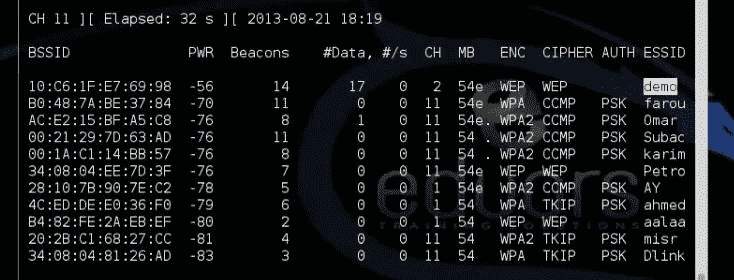 CH 11 ][ Elapsed: 32 s ][ 2013-08-21 18:19
BSSID PWR Beacons #Data, #/s CH MB ENC CIPHER AUTH ESSID
10:C6:1F:E7:69:98 -56 14 17 0 2 54e WEP WEP demo
B0:48:7A:BE:37:84 -70 11 0 0 11 54e WPA CCMP PSK farou
AC:E2:15:BF:A5:C8 -76 8 1 0 11 54e. WPA2 CCMP PSK Omar
00:21:29:7D:63:AD -76 11 0 0 11 54 . WPA2 CCMP PSK Subac
00:1A:C1:14:BB:57 -76 8 0 0 11 54 . WPA2 CCMP PSK karim
34:08:04:EE:7D:3F -76 7 0 0 11 54e WEP WEP Petro
28:10:7B:90:7E:C2 -78 5 0 0 1 54e WPA2 CCMP PSK AY
4C:ED:DE:E0:36:F0 -79 6 0 0 1 54 WPA TKIP PSK ahmed
B4:82:FE:2A:EB:EF -80 2 0 0 1 54 WEP WEP aalaa
20:2B:C1:68:27:CC -81 4 0 0 11 54 WPA2 TKIP PSK misr
34:08:04:81:26:AD -83 3 0 0 11 54 WPA TKIP PSK Dlink